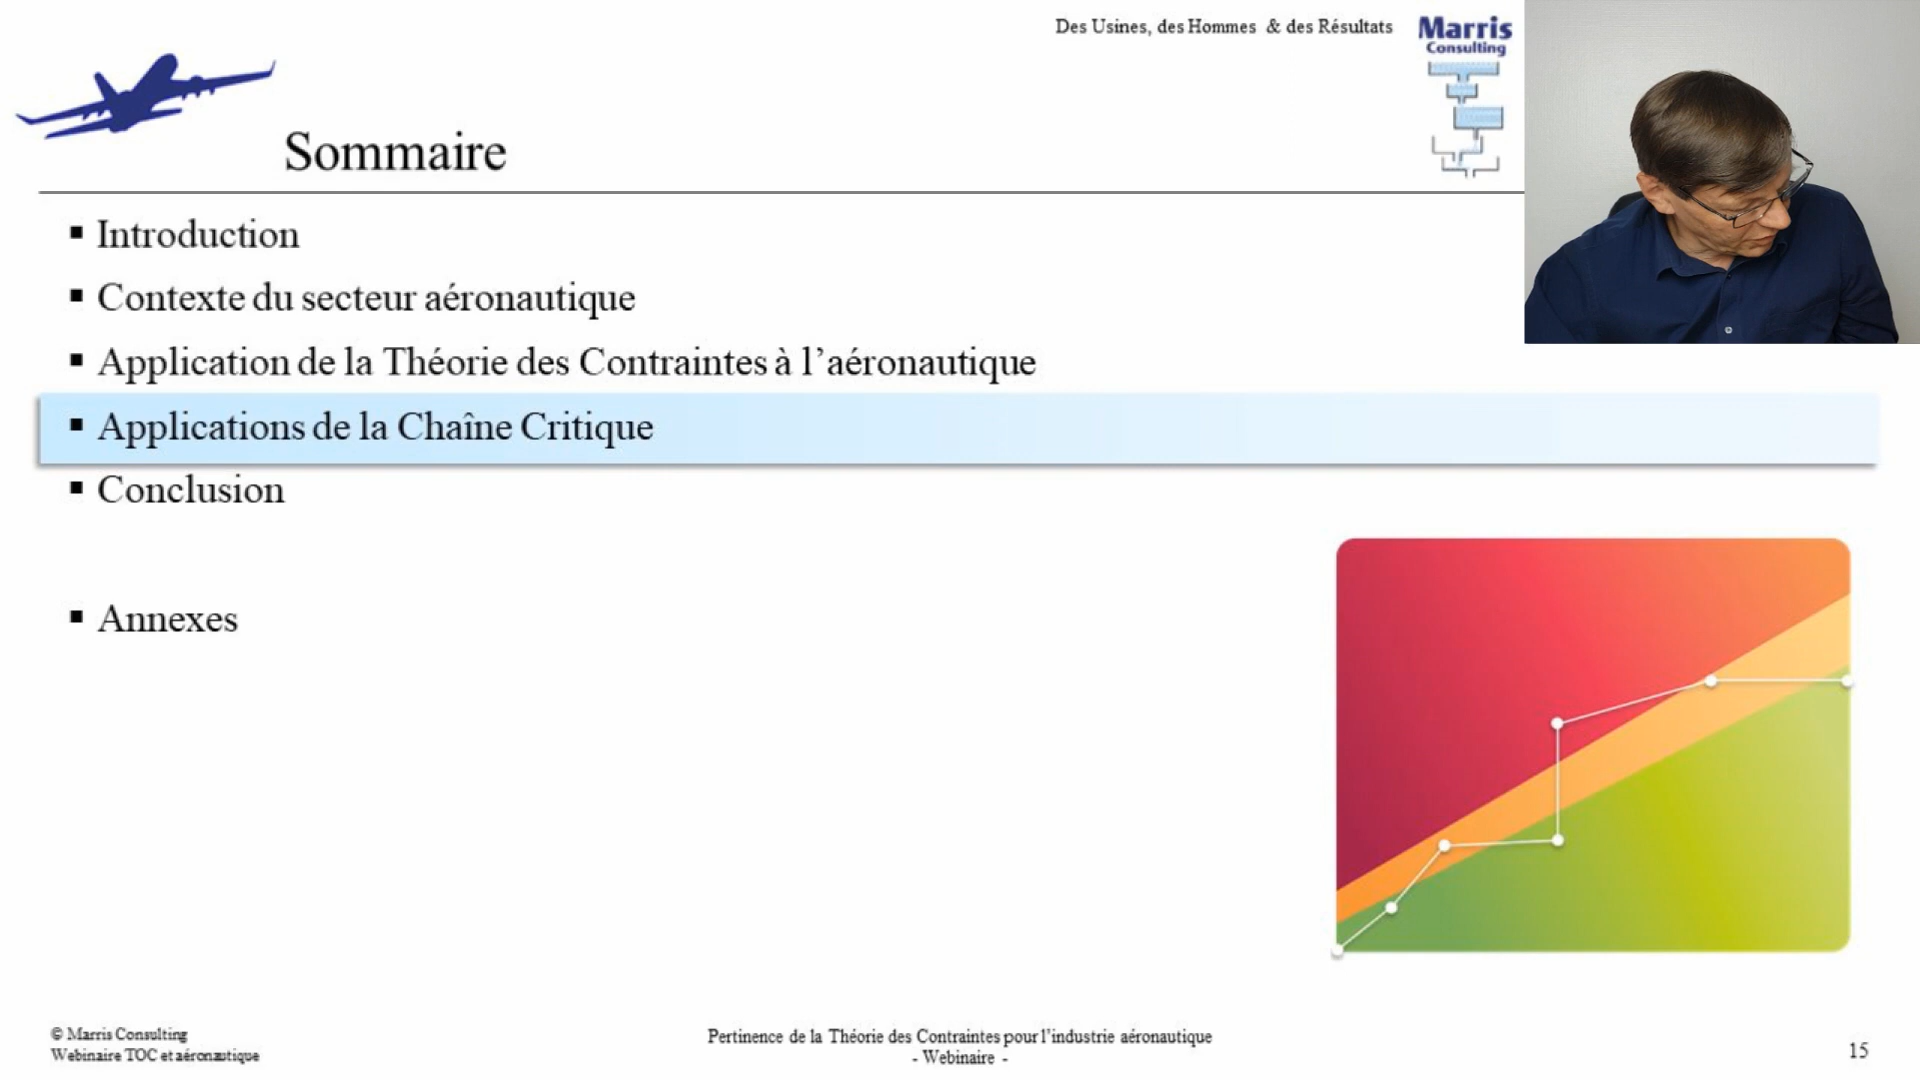 Des Usines, des Hommes & des Résultats
Marris
Consulting
Sommaire
▪ Introduction
▪ Contexte du secteur aéronautique
▪ Application de la Théorie des Contraintes à l’aéronautique
▪ Applications de la Chaîne Critique
▪ Conclusion
▪ Annexes
© Marris Consulting
Webinaire TOC et aéronautique
Pertinence de la Théorie des Contraintes pour l’industrie aéronautique
- Webinaire -
15